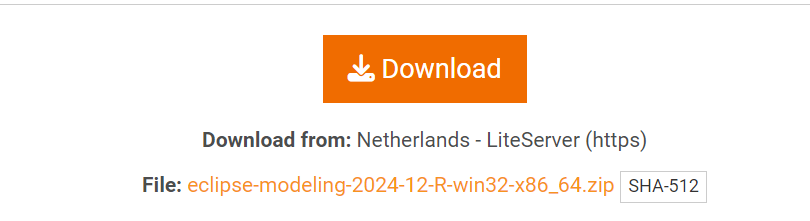 Download
Download from: Netherlands - LiteServer (https)
File: eclipse-modeling-2024-12-R-win32-x86_64.zip SHA-512